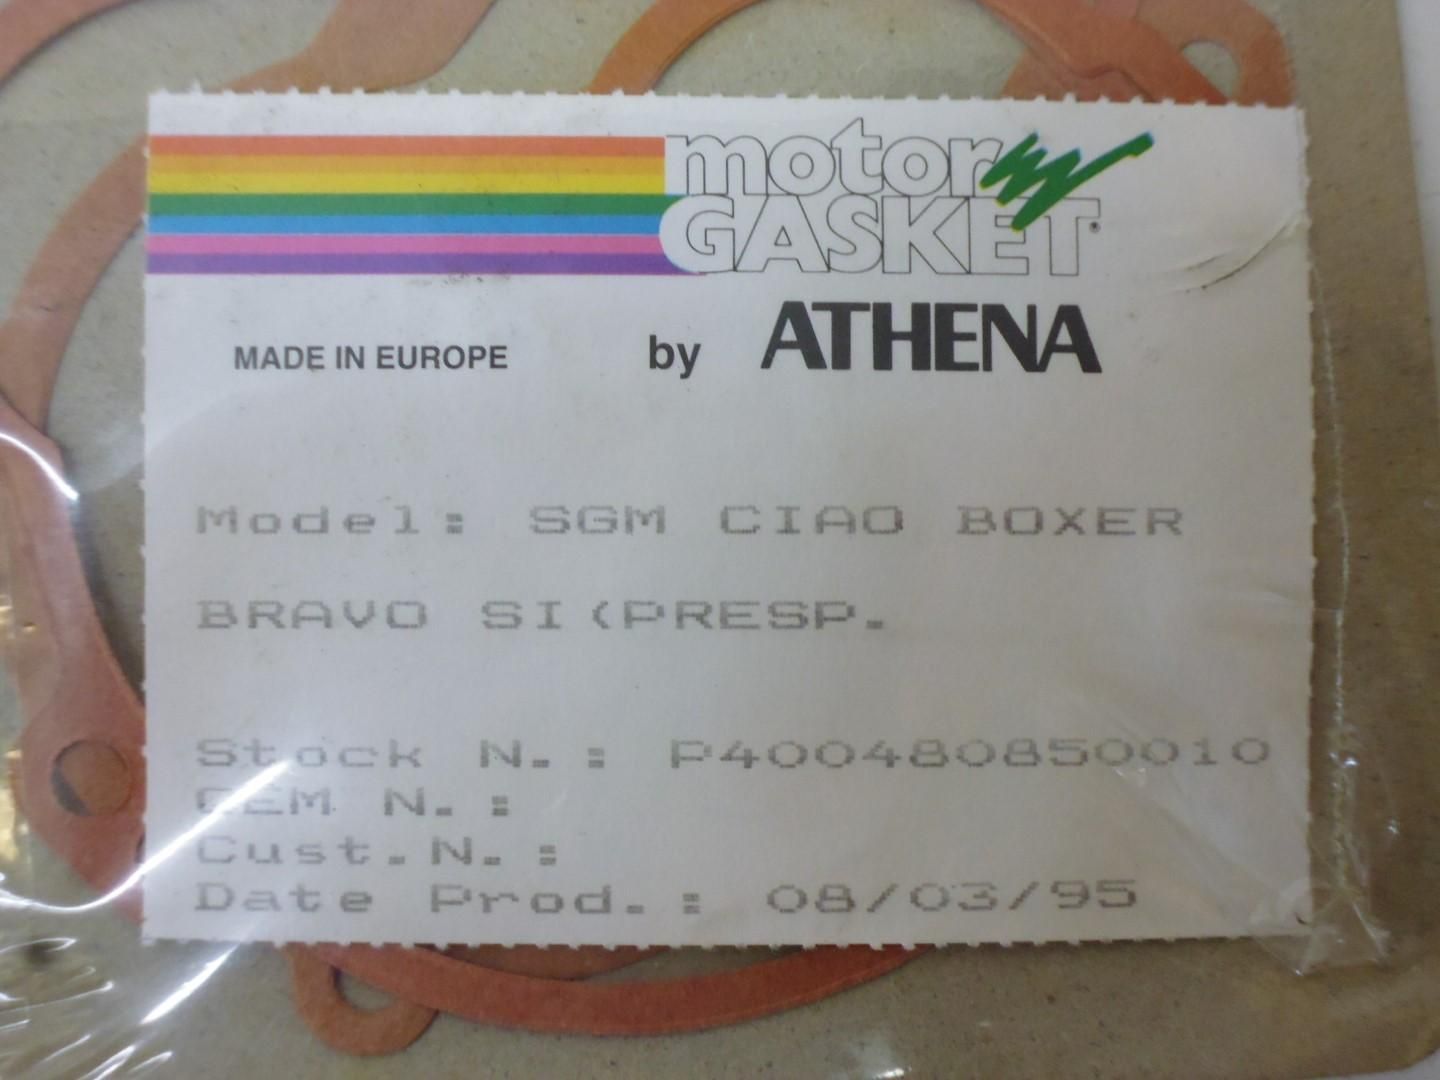 motor
GASKET®
MADE IN EUROPE by ATHENA
Model: SGM CIAO BOXER
BRAVO SI(PRESP.
Stock N.: P400480850010
OEM N.:
Cust.N.:
Date Prod.: 08/03/95